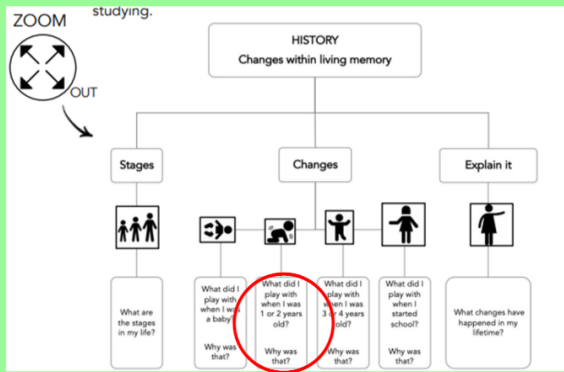 studying.
ZOOM
OUT
HISTORY
Changes within living memory
Stages
Changes
Explain it
What are
the stages
in my life?
What did I
play with
when I was
a baby?
Why was
that?
What did I
play with
when I was
1 or 2 years
old?
Why was
that?
What did I
play with
when I was
3 or 4 years
old?
Why was
that?
What did I
play with
when I
started
school?
Why was
that?
What changes have
happened in my
lifetime?